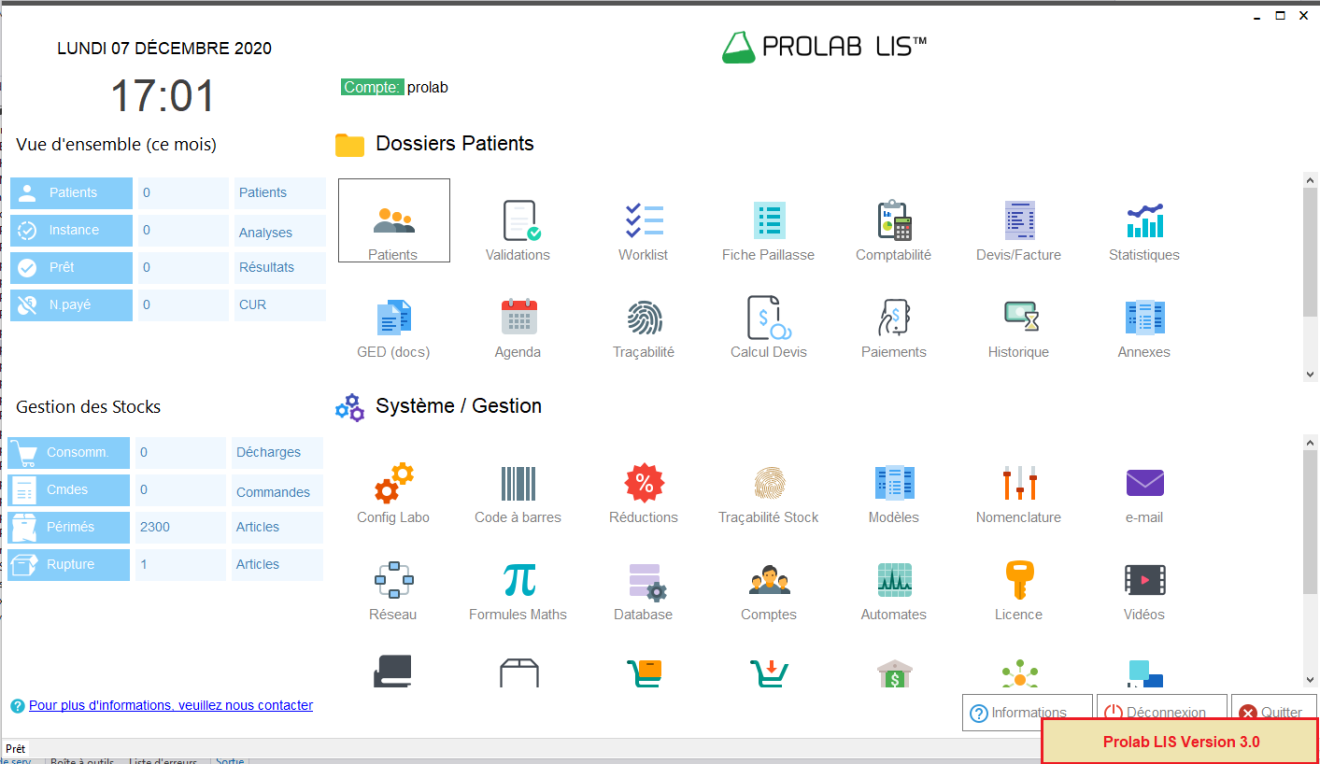 PROLAB LIS™
LUNDI 07 DÉCEMBRE 2020
17:01
Compte: prolab
Vue d'ensemble (ce mois)
Patients 0 Patients
Instance 0 Analyses
Prêt 0 Résultats
N.payé 0 CUR
Dossiers Patients
Patients Validations Worklist Fiche Paillasse Comptabilité Devis/Facture Statistiques
GED (docs) Agenda Traçabilité Calcul Devis Paiements Historique Annexes
Gestion des Stocks
Consomm. 0 Décharges
Cmdes 0 Commandes
Périmés 2300 Articles
Rupture 1 Articles
Système / Gestion
Config Labo Code à barres Réductions Traçabilité Stock Modèles Nomenclature e-mail
Réseau Formules Maths Database Comptes Automates Licence Vidéos
Pour plus d'informations, veuillez nous contacter
Informations Déconnexion Quitter
Prolab LIS Version 3.0
Prêt
de serv... Boîte à outils Liste d'erreurs Sortie